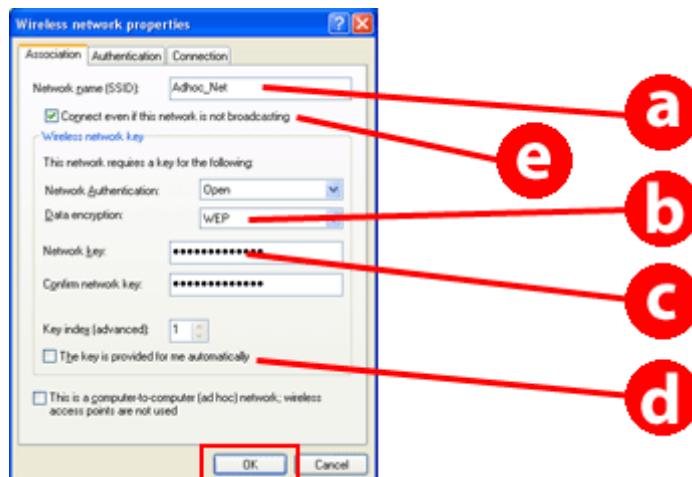 Wireless network properties
Association Authentication Connection
Network name (SSID): Adhoc_Net
Connect even if this network is not broadcasting
Wireless network key
This network requires a key for the following:
Network Authentication: Open
Data encryption: WEP
Network key: •••••••••••••
Confirm network key: •••••••••••••
Key index (advanced): 1
The key is provided for me automatically
This is a computer-to-computer (ad hoc) network; wireless
access points are not used
OK Cancel
a
e
b
c
d